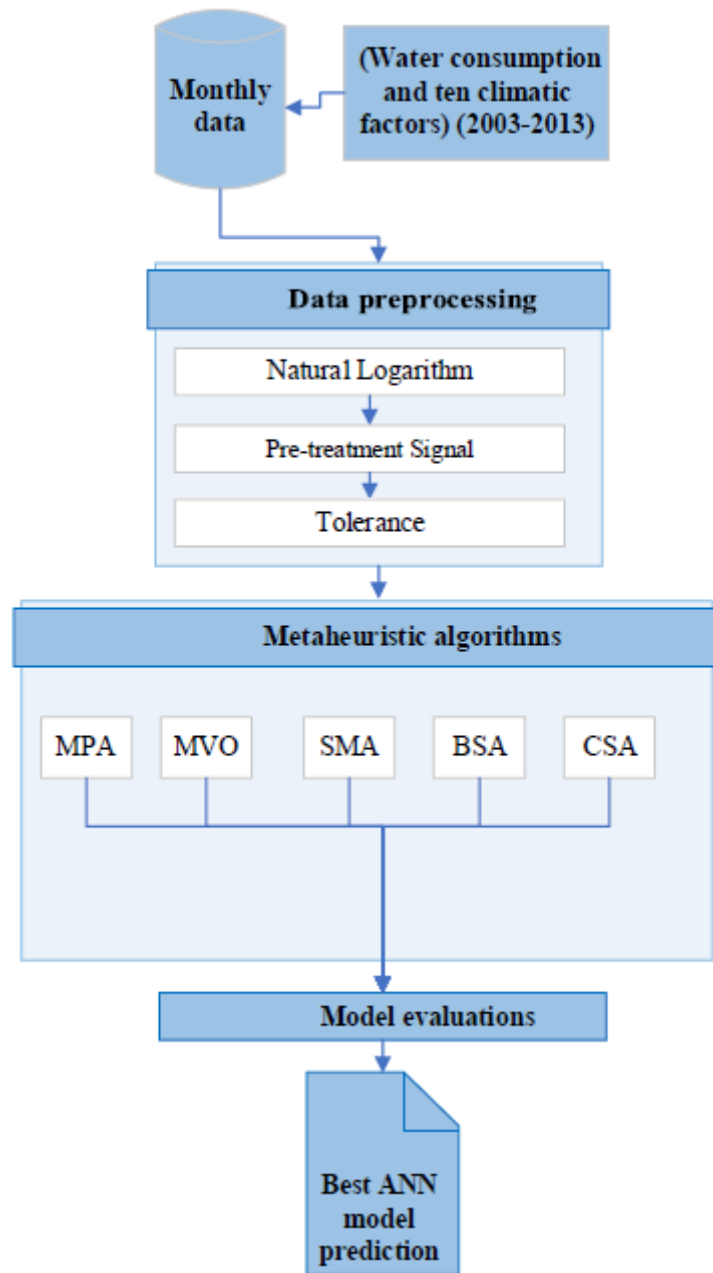 Monthly
data
(Water consumption
and ten climatic
factors) (2003-2013)
Data preprocessing
Natural Logarithm
Pre-treatment Signal
Tolerance
Metaheuristic algorithms
MPA
MVO
SMA
BSA
CSA
Model evaluations
Best ANN
model
prediction